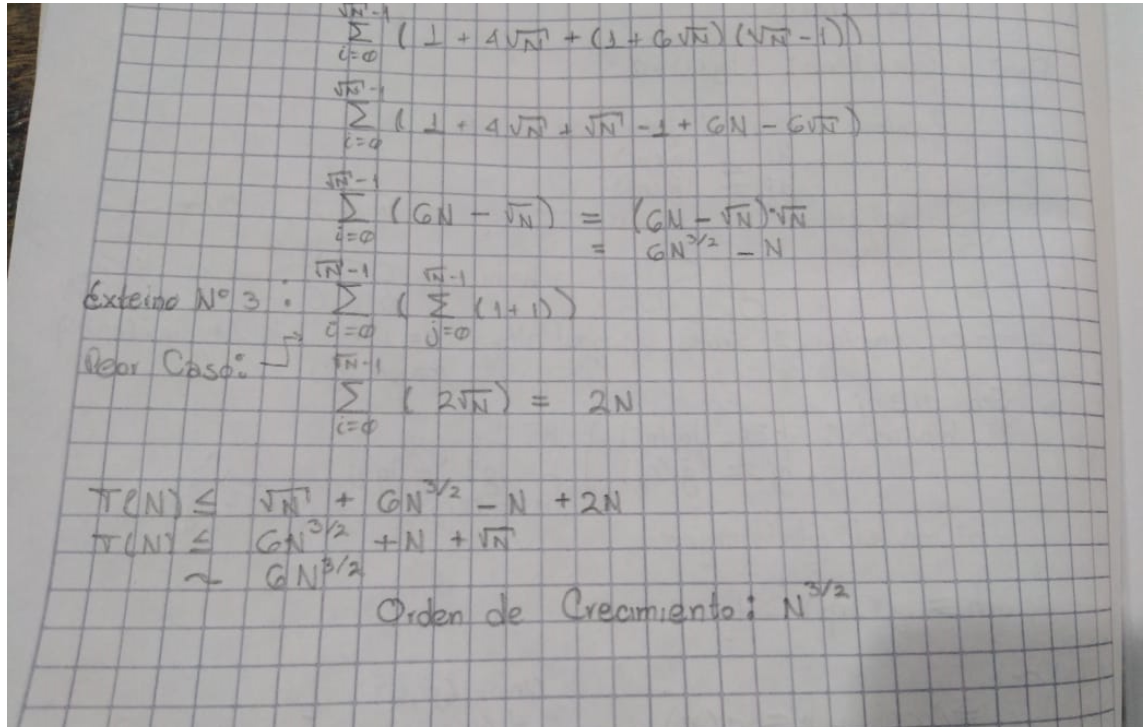 √N-1
∑ (1 + 4√N + (1 + 6√N)(√N - 1))
i=0
√N-1
∑ (1 + 4√N + √N - 1 + 6N - 6√N)
i=0
√N-1
∑ (6N - √N) = (6N - √N)·√N
i=0
= 6N^3/2 - N
√N-1 √N-1
Externo N° 3 : ∑ ( ∑ (1+1))
i=0 j=0
Peor Caso:
√N-1
∑ (2√N) = 2N
i=0
T(N) ≤ √N + 6N^3/2 - N + 2N
T(N) ≤ 6N^3/2 + N + √N
~ 6N^3/2
Orden de Crecimiento: N^3/2